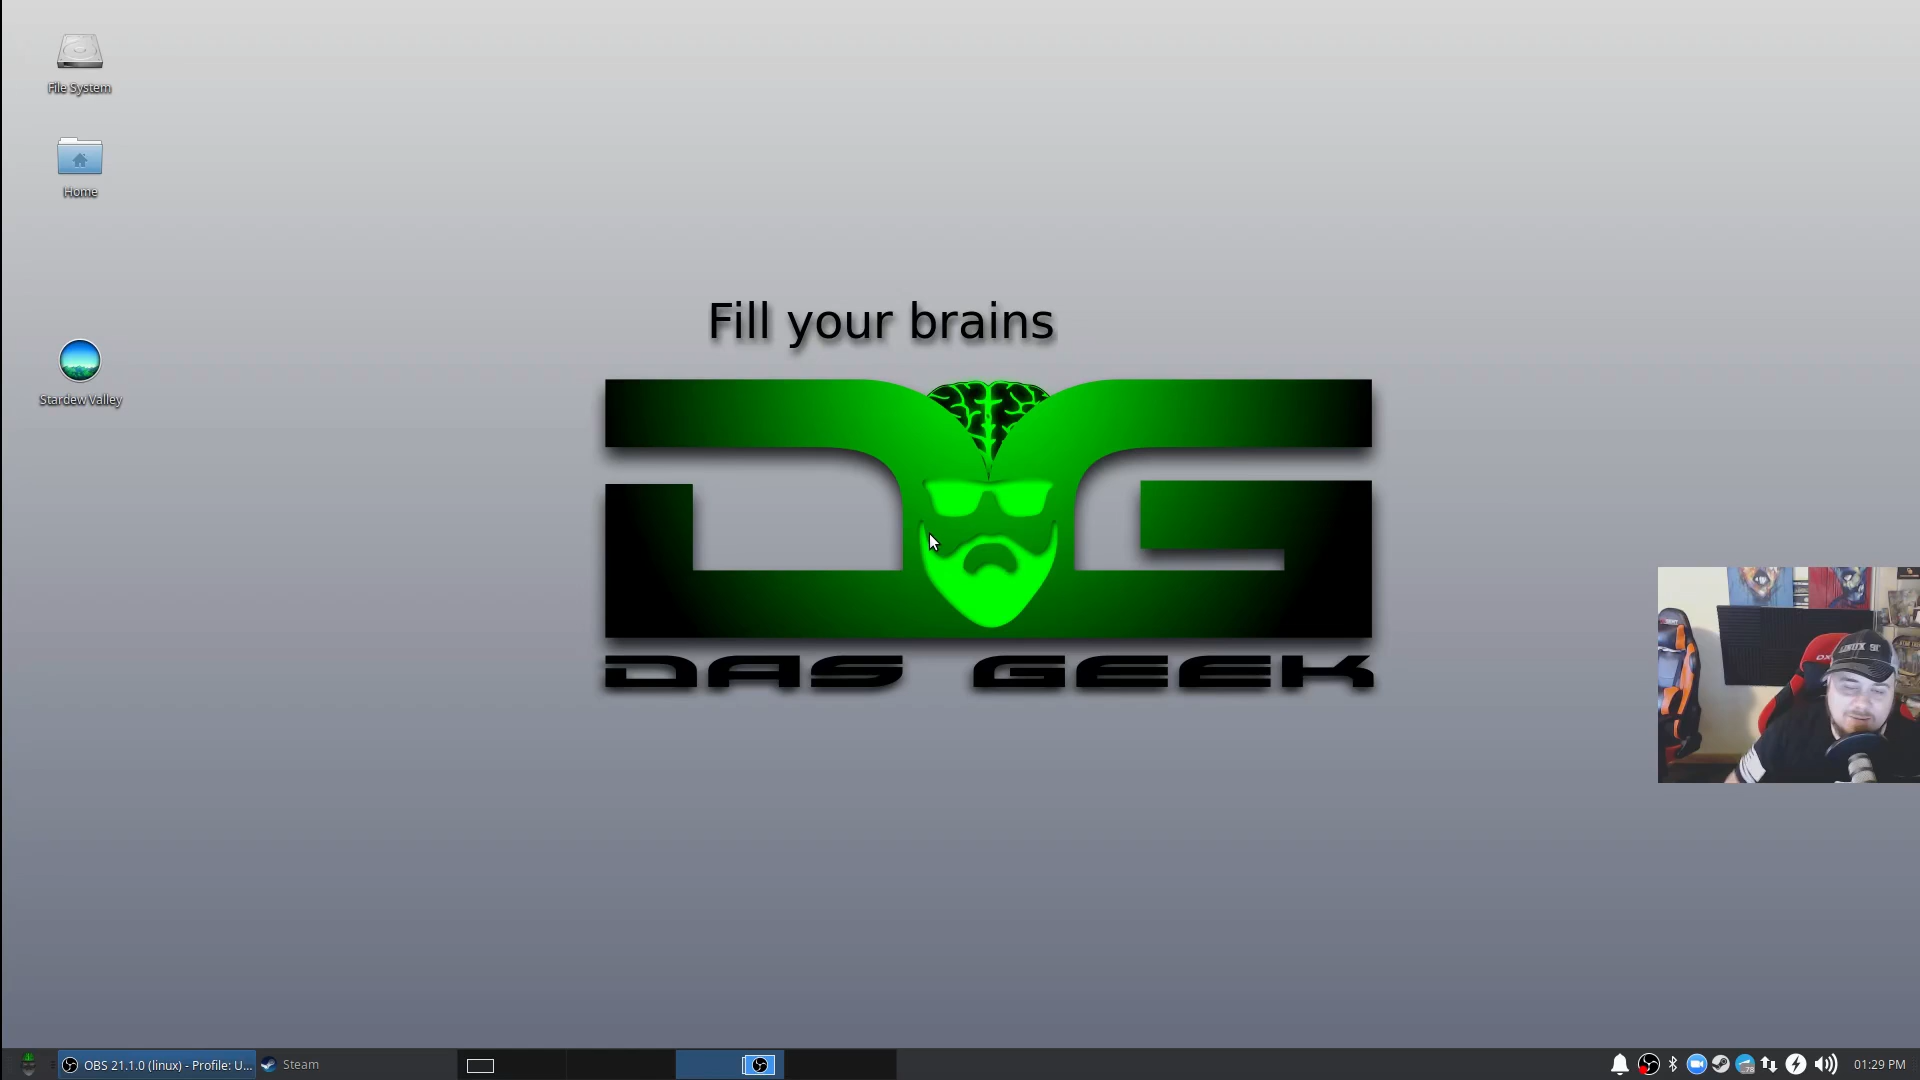 File System
Home
Fill your brains
Stardew Valley
DAS GEEK
OBS 21.1.0 (linux) - Profile: U...
Steam
01:29 PM